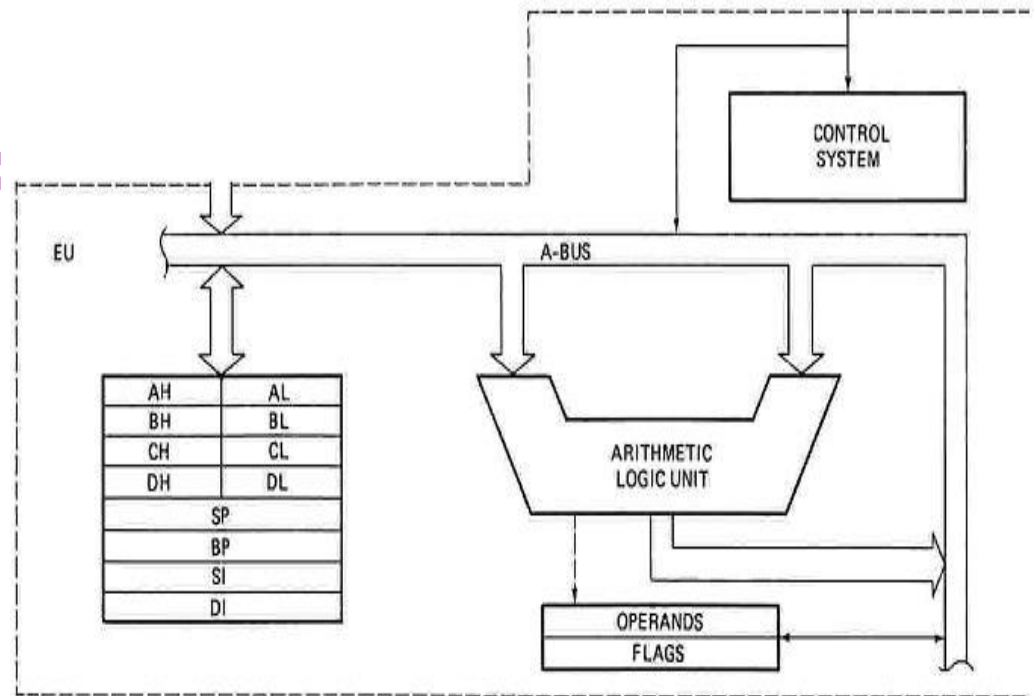 CONTROL
SYSTEM
EU
A-BUS
AH AL
BH BL
CH CL
DH DL
SP
BP
SI
DI
ARITHMETIC
LOGIC UNIT
OPERANDS
FLAGS